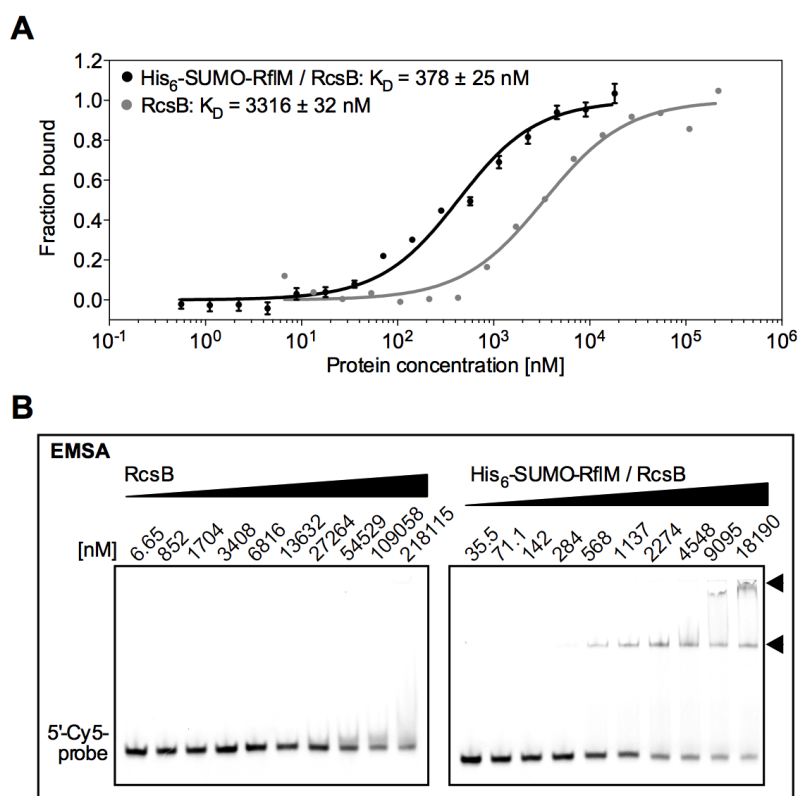 A
1.2
1.0
0.8
0.6
0.4
0.2
0.0
Fraction bound
His₆-SUMO-RflM / RcsB: K_D = 378 ± 25 nM
RcsB: K_D = 3316 ± 32 nM
10⁻¹ 10⁰ 10¹ 10² 10³ 10⁴ 10⁵ 10⁶
Protein concentration [nM]
B
EMSA
RcsB
[nM] 6.65 852 1704 3408 6816 13632 27264 54529 109058 218115
His₆-SUMO-RflM / RcsB
35.5 71.1 142 284 568 1137 2274 4548 9095 18190
5'-Cy5-
probe